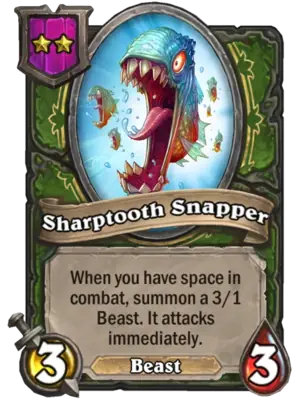 Sharptooth Snapper
When you have space in
combat, summon a 3/1
Beast. It attacks
immediately.
3
Beast
3